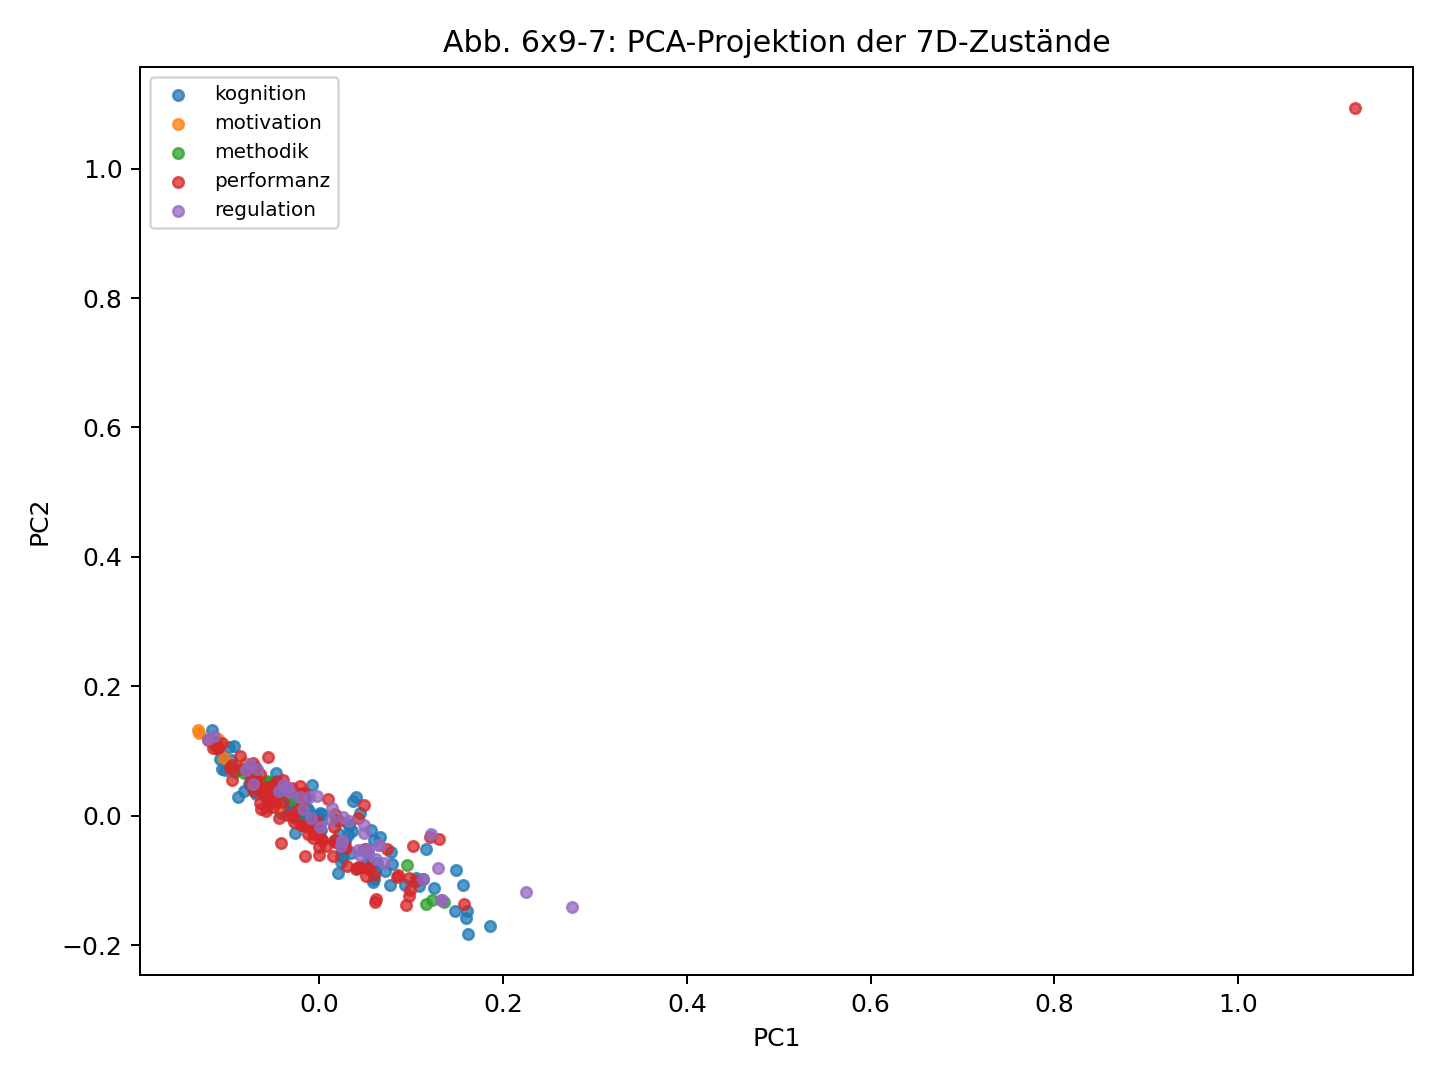 Abb. 6x9-7: PCA-Projektion der 7D-Zustände
kognition
motivation
methodik
performanz
regulation
1.0
0.8
0.6
0.4
0.2
0.0
−0.2
PC2
0.0 0.2 0.4 0.6 0.8 1.0
PC1